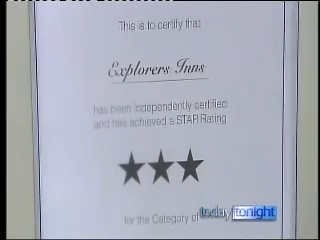 This is to certify that
Explorers Inns
has been independently certified
and has achieved a STAR Rating
for the Category of
today tonight